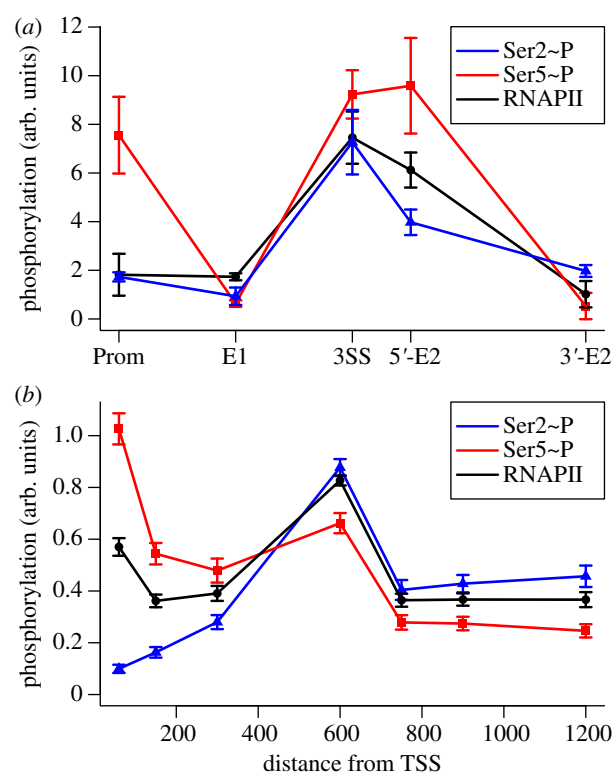 (a)
phosphorylation (arb. units)
12
10
8
6
4
2
0
Ser2~P
Ser5~P
RNAPII
Prom
E1
3SS
5′-E2
3′-E2
(b)
phosphorylation (arb. units)
1.0
0.8
0.6
0.4
0.2
0
Ser2~P
Ser5~P
RNAPII
200
400
600
800
1000
1200
distance from TSS